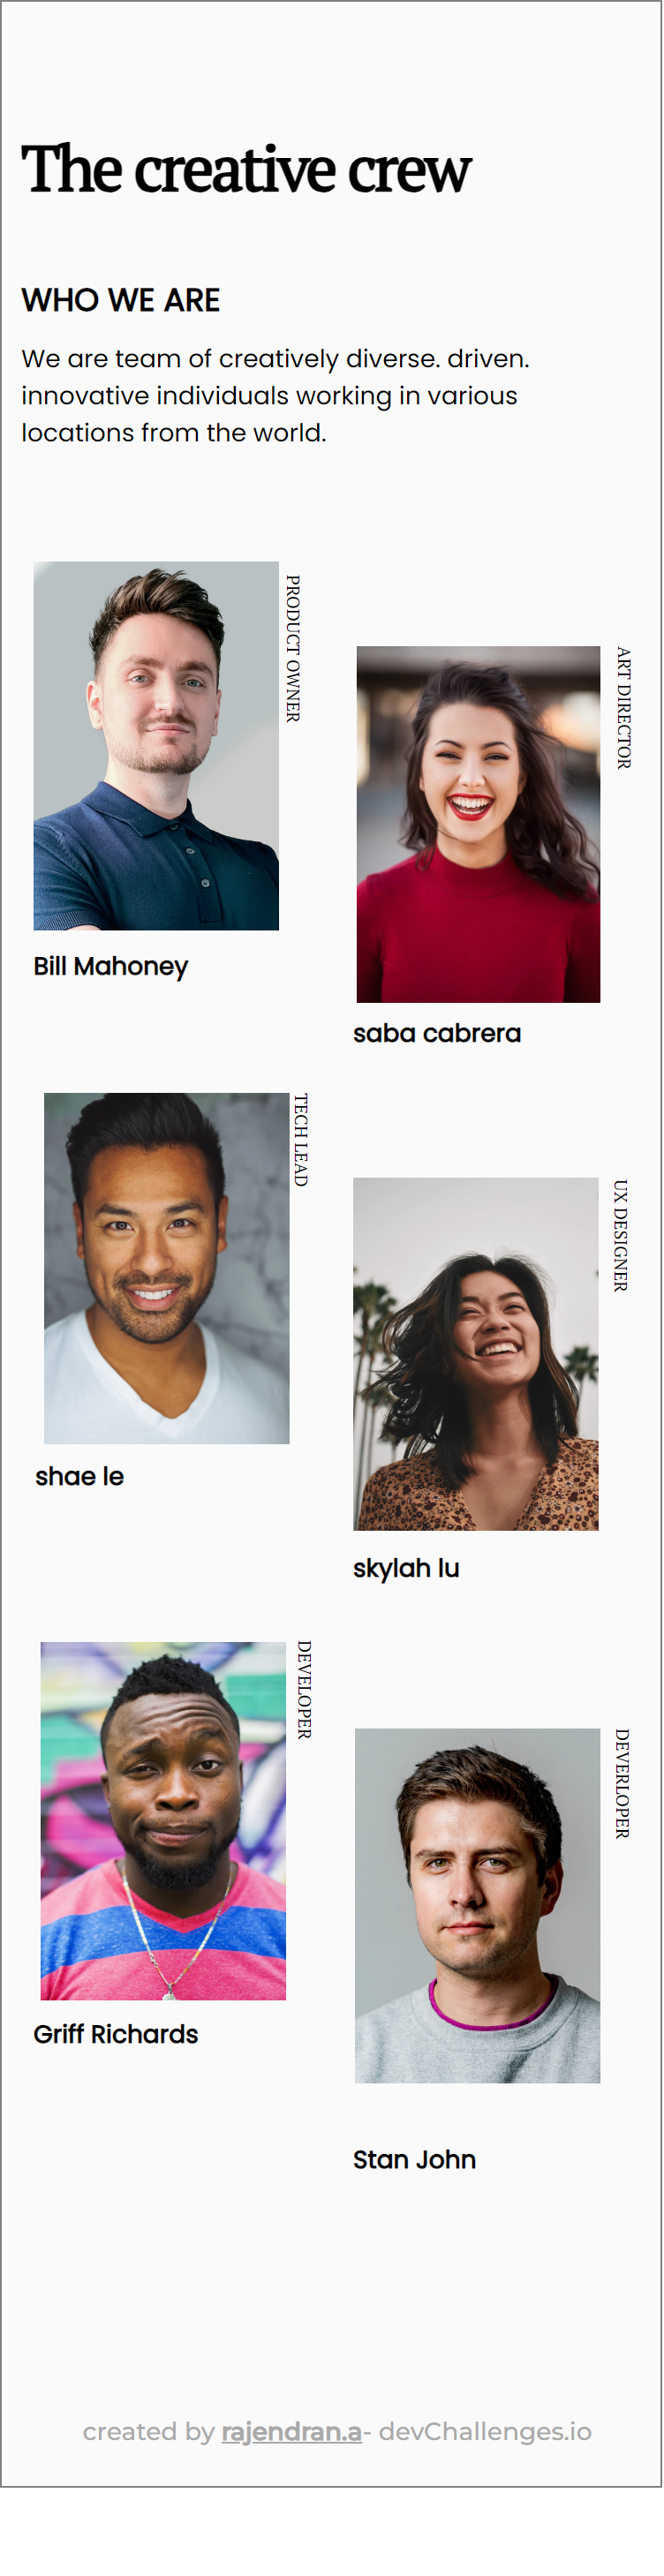 The creative crew
WHO WE ARE
We are team of creatively diverse. driven.
innovative individuals working in various
locations from the world.
PRODUCT OWNER
Bill Mahoney
ART DIRECTOR
saba cabrera
TECH LEAD
shae le
UX DESIGNER
skylah lu
DEVELOPER
Griff Richards
DEVERLOPER
Stan John
created by rajendran.a- devChallenges.io